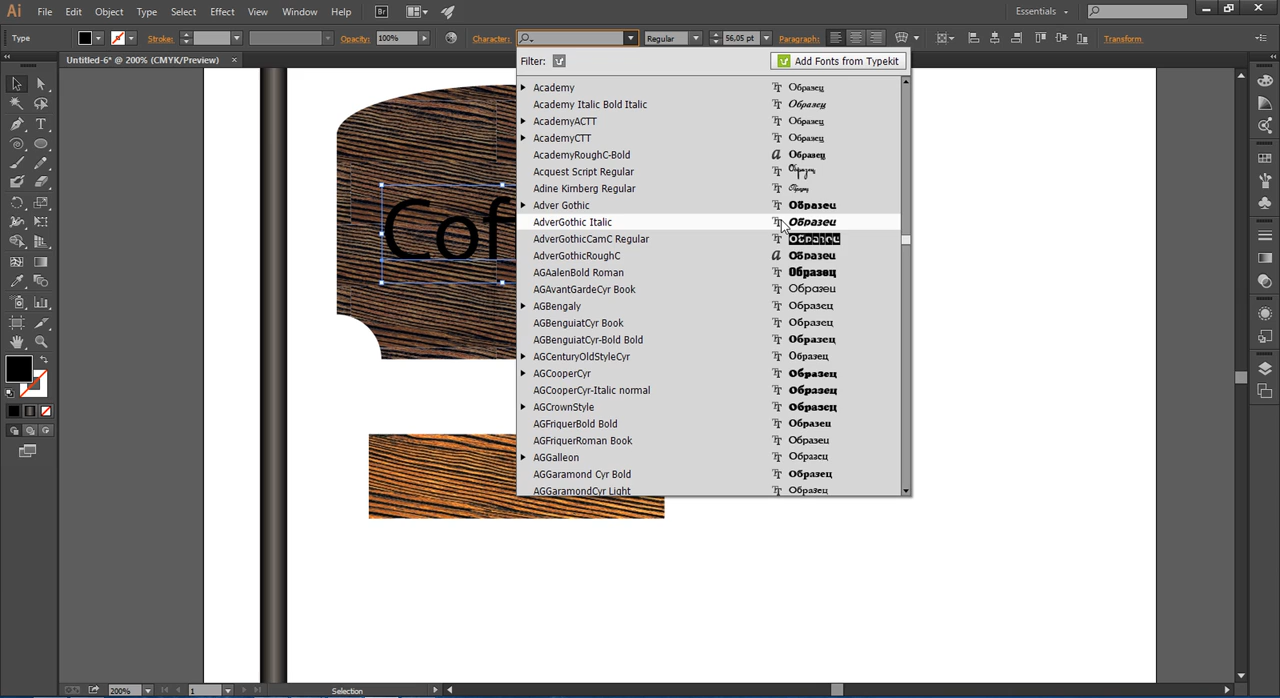 Ai File Edit Object Type Select Effect View Window Help Br Essentials
Type Stroke: Opacity: 100% Character: Regular 56,05 pt Paragraph: Transform
Untitled-6* @ 200% (CMYK/Preview) ×
Filter: Add Fonts from Typekit
Academy Образец
Academy Italic Bold Italic Образец
AcademyACTT Образец
AcademyCTT Образец
AcademyRoughC-Bold Образец
Acquest Script Regular Образец
Adine Kimberg Regular Образец
Adver Gothic Образец
AdverGothic Italic Образец
AdverGothicCamC Regular Образец
AdverGothicRoughC Образец
AGAalenBold Roman Образец
AGAvantGardeCyr Book Образец
AGBengaly Образец
AGBenguiatCyr Book Образец
AGBenguiatCyr-Bold Bold Образец
AGCenturyOldStyleCyr Образец
AGCooperCyr Образец
AGCooperCyr-Italic normal Образец
AGCrownStyle Образец
AGFriquerBold Bold Образец
AGFriquerRoman Book Образец
AGGalleon Образец
AGGaramond Cyr Bold Образец
AGGaramondCyr Light Образец
Cof
200% 1 Selection